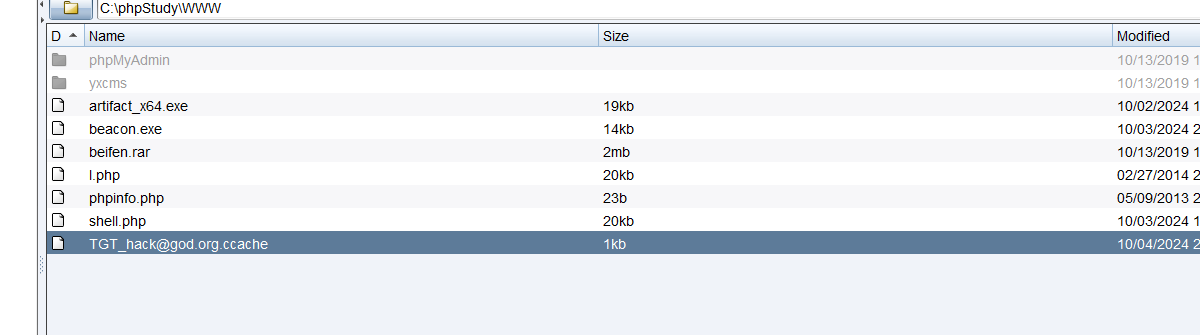 C:\phpStudy\WWW
D Name Size Modified
phpMyAdmin 10/13/2019 1
yxcms 10/13/2019 1
artifact_x64.exe 19kb 10/02/2024 1
beacon.exe 14kb 10/03/2024 2
beifen.rar 2mb 10/13/2019 1
l.php 20kb 02/27/2014 2
phpinfo.php 23b 05/09/2013 2
shell.php 20kb 10/03/2024 1
TGT_hack@god.org.ccache 1kb 10/04/2024 2